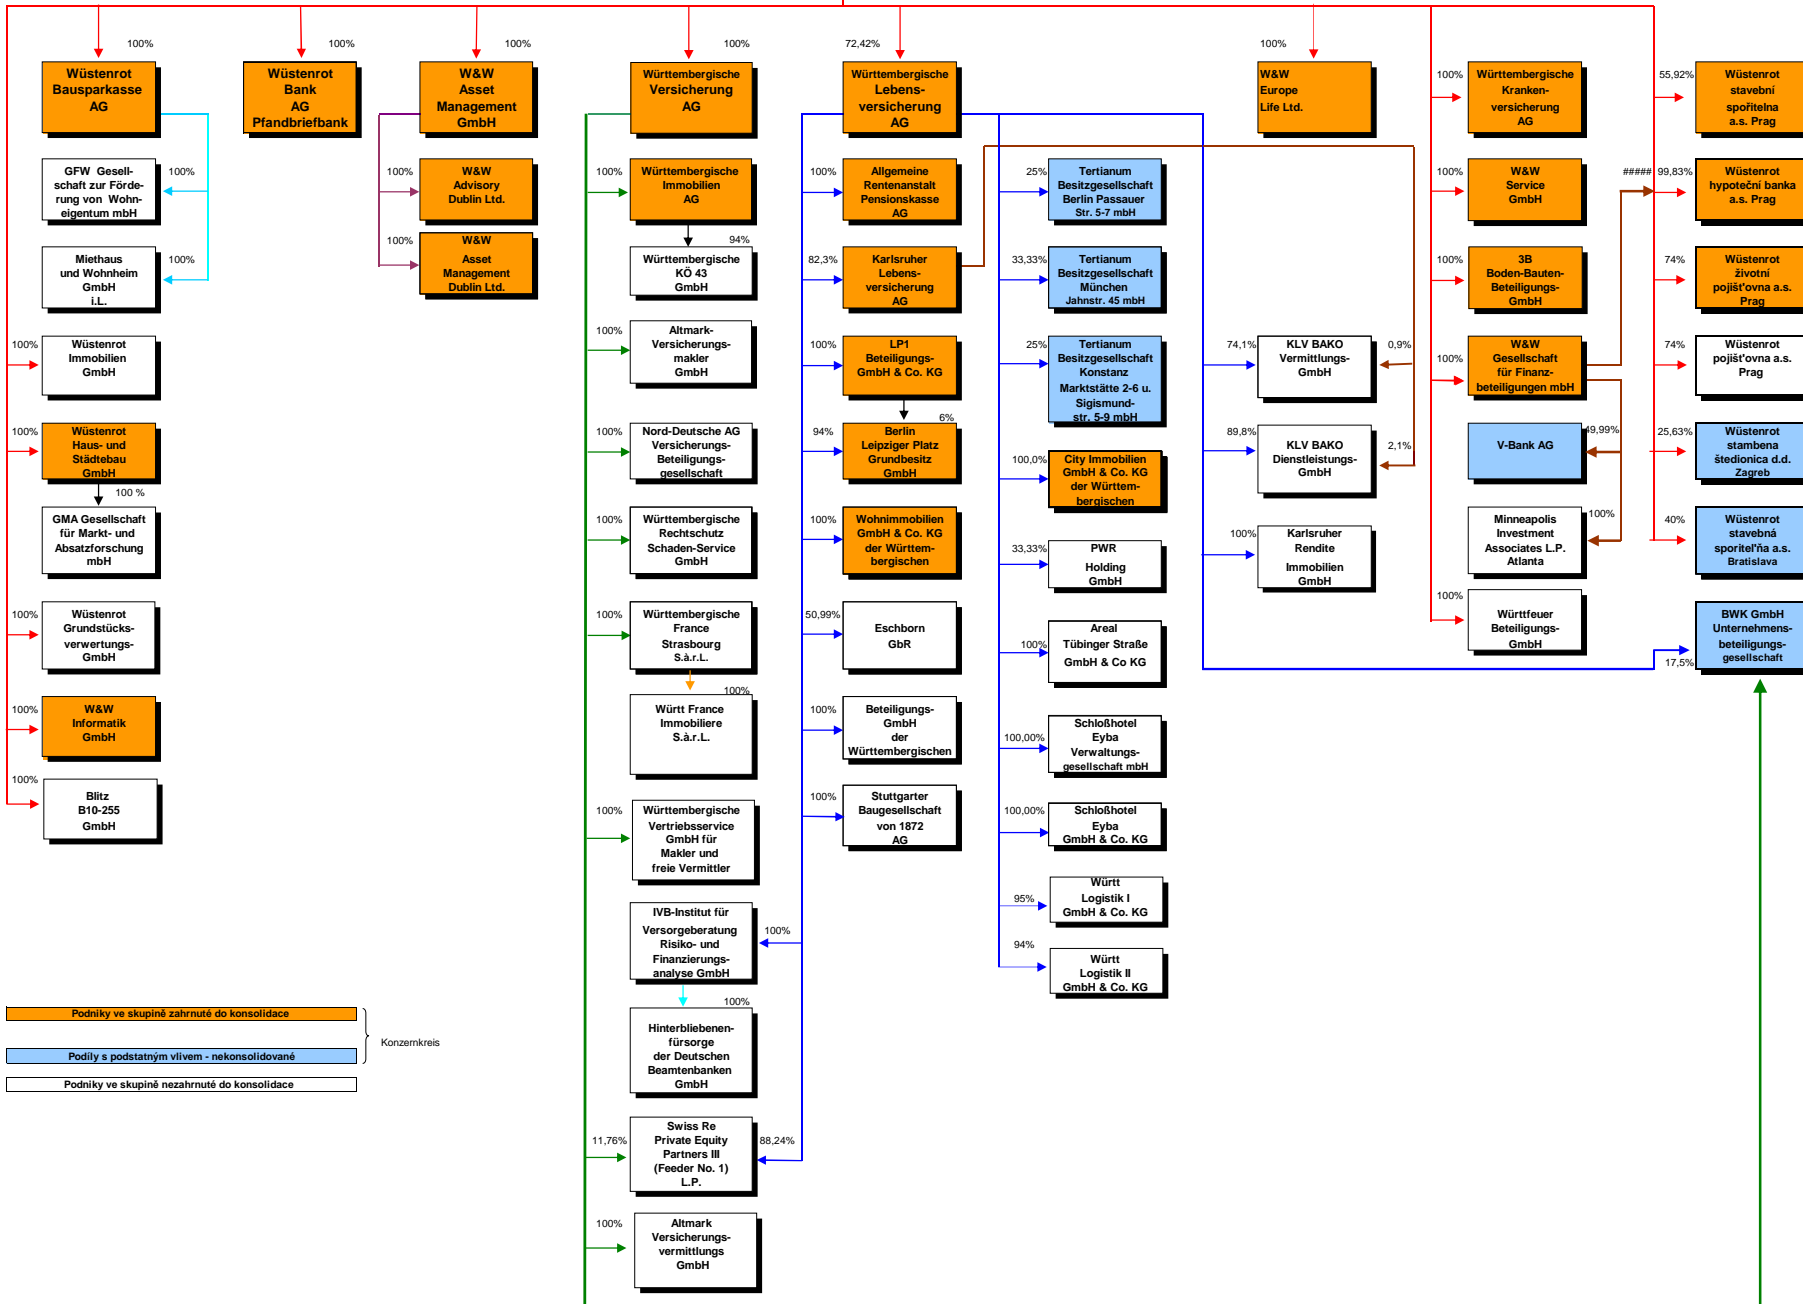 100%
100%
100%
100%
72,42%
100%
Wüstenrot
Bausparkasse
AG
Wüstenrot
Bank
AG
Pfandbriefbank
W&W
Asset
Management
GmbH
Württembergische
Versicherung
AG
Württembergische
Lebens-
versicherung
AG
W&W
Europe
Life Ltd.
100%
Württembergische
Kranken-
versicherung
AG
55,92%
Wüstenrot
stavební
spořitelna
a.s. Prag
100%
GFW Gesell-
schaft zur Förde-
rung von Wohn-
eigentum mbH
100%
W&W
Advisory
Dublin Ltd.
100%
Württembergische
Immobilien
AG
100%
Allgemeine
Rentenanstalt
Pensionskasse
AG
25%
Tertianum
Besitzgesellschaft
Berlin Passauer
Str. 5-7 mbH
100%
W&W
Service
GmbH
#####
99,83%
Wüstenrot
hypoteční banka
a.s. Prag
100%
Miethaus
und Wohnheim
GmbH
i.L.
100%
W&W
Asset
Management
Dublin Ltd.
94%
Württembergische
KÖ 43
GmbH
82,3%
Karlsruher
Lebens-
versicherung
AG
33,33%
Tertianum
Besitzgesellschaft
München
Jahnstr. 45 mbH
100%
3B
Boden-Bauten-
Beteiligungs-
GmbH
74%
Wüstenrot
životní
pojišt'ovna a.s.
Prag
100%
Wüstenrot
Immobilien
GmbH
100%
Altmark-
Versicherungs-
makler
GmbH
100%
LP1
Beteiligungs-
GmbH & Co. KG
25%
Tertianum
Besitzgesellschaft
Konstanz
Marktstätte 2-6 u.
Sigismund-
str. 5-9 mbH
74,1%
KLV BAKO
Vermittlungs-
GmbH
0,9%
100%
W&W
Gesellschaft
für Finanz-
beteiligungen mbH
74%
Wüstenrot
pojišt'ovna a.s.
Prag
100%
Wüstenrot
Haus- und
Städtebau
GmbH
100%
Nord-Deutsche AG
Versicherungs-
Beteiligungs-
gesellschaft
6%
94%
Berlin
Leipziger Platz
Grundbesitz
GmbH
100,0%
City Immobilien
GmbH & Co. KG
der Württem-
bergischen
89,8%
KLV BAKO
Dienstleistungs-
GmbH
2,1%
V-Bank AG
49,99%
25,63%
Wüstenrot
stambena
štedionica d.d.
Zagreb
100 %
GMA Gesellschaft
für Markt- und
Absatzforschung
mbH
100%
Württembergische
Rechtschutz
Schaden-Service
GmbH
100%
Wohnimmobilien
GmbH & Co. KG
der Württem-
bergischen
33,33%
PWR
Holding
GmbH
100%
Karlsruher
Rendite
Immobilien
GmbH
Minneapolis
Investment
Associates L.P.
Atlanta
100%
40%
Wüstenrot
stavebná
sporitel'ňa a.s.
Bratislava
100%
Wüstenrot
Grundstücks-
verwertungs-
GmbH
100%
Württembergische
France
Strasbourg
S.à.r.L.
50,99%
Eschborn
GbR
100%
Areal
Tübinger Straße
GmbH & Co KG
100%
Württfeuer
Beteiligungs-
GmbH
BWK GmbH
Unternehmens-
beteiligungs-
gesellschaft
17,5%
100%
W&W
Informatik
GmbH
100%
Württ France
Immobiliere
S.à.r.L.
100%
Beteiligungs-
GmbH
der
Württembergischen
100,00%
Schloßhotel
Eyba
Verwaltungs-
gesellschaft mbH
100%
Blitz
B10-255
GmbH
100%
Württembergische
Vertriebsservice
GmbH für
Makler und
freie Vermittler
100%
Stuttgarter
Baugesellschaft
von 1872
AG
100,00%
Schloßhotel
Eyba
GmbH & Co. KG
IVB-Institut für
Versorgeberatung
Risiko- und
Finanzierungs-
analyse GmbH
100%
95%
Württ
Logistik I
GmbH & Co. KG
94%
Württ
Logistik II
GmbH & Co. KG
100%
Hinterbliebenen-
fürsorge
der Deutschen
Beamtenbanken
GmbH
Podniky ve skupině zahrnuté do konsolidace
Konzernkreis
Podíly s podstatným vlivem - nekonsolidované
Podniky ve skupině nezahrnuté do konsolidace
11,76%
Swiss Re
Private Equity
Partners III
(Feeder No. 1)
L.P.
88,24%
100%
Altmark
Versicherungs-
vermittlungs
GmbH